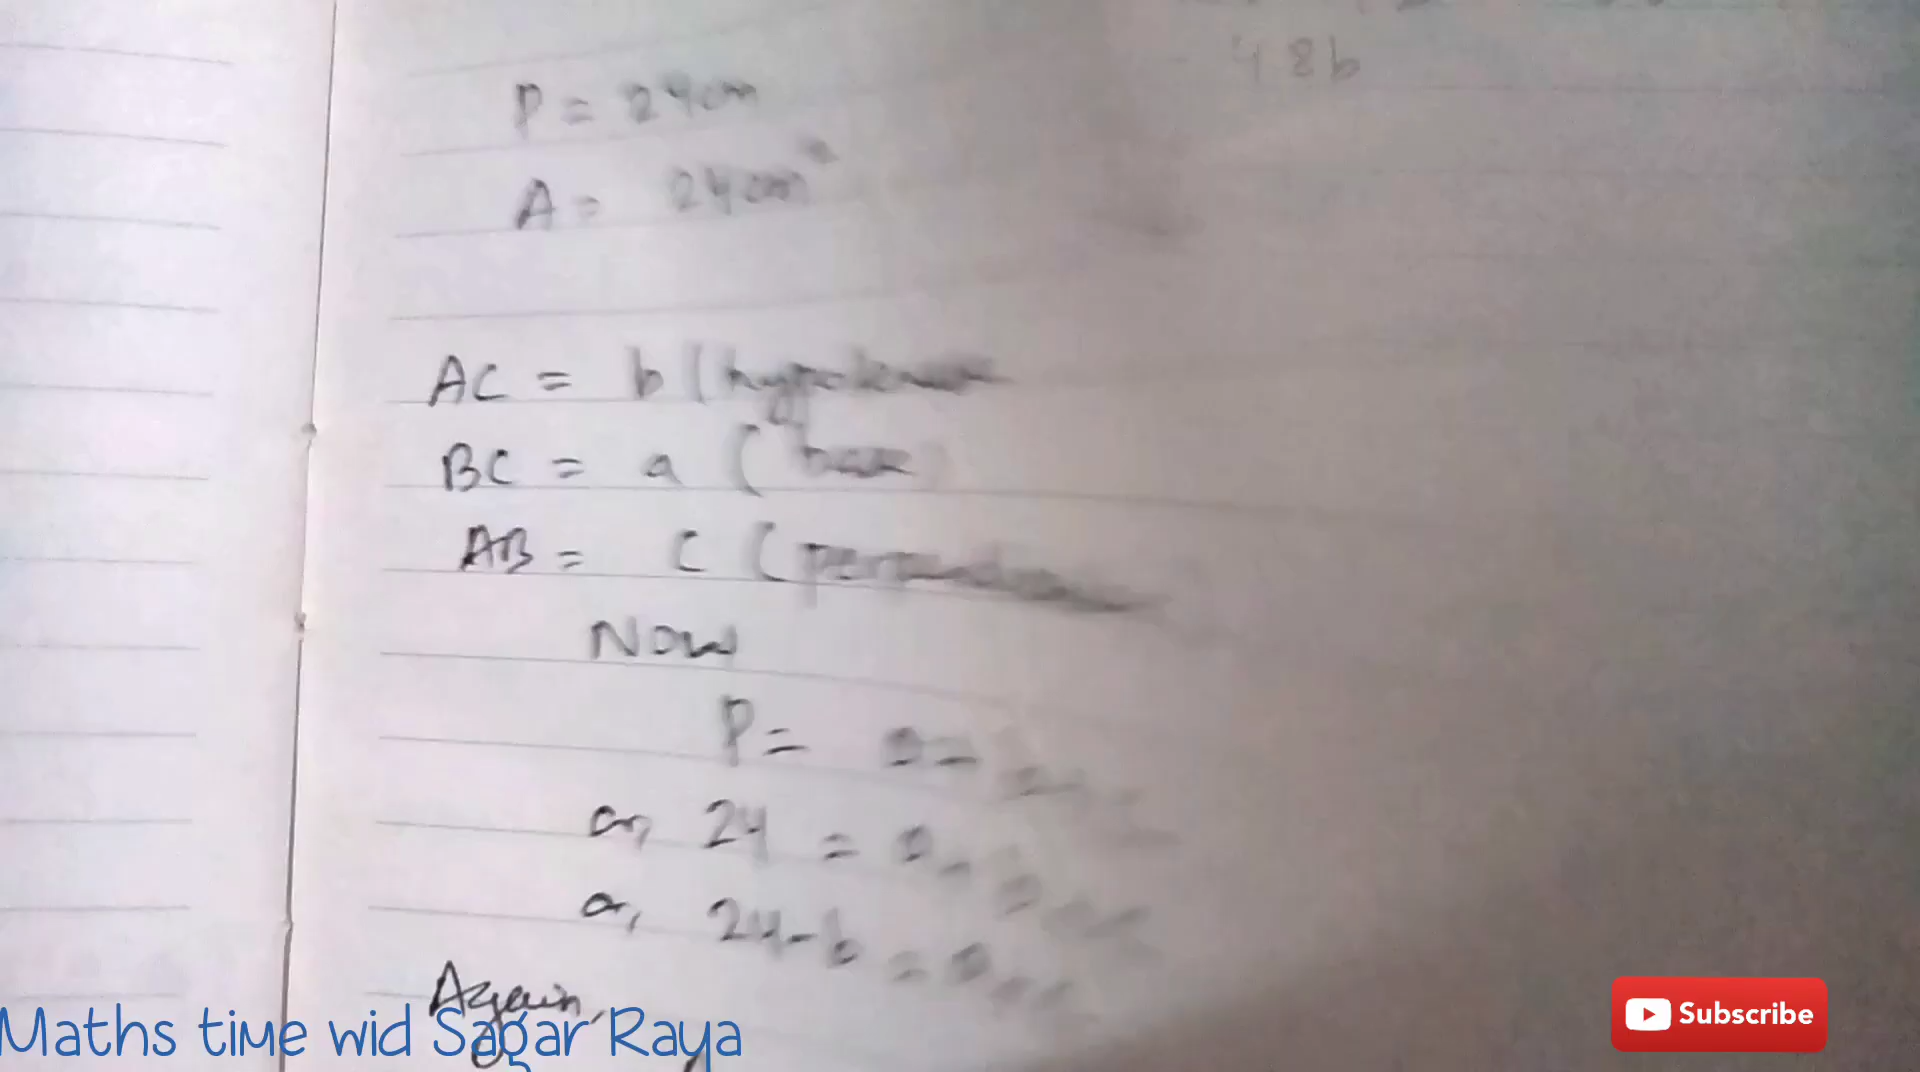 48b
P = 24cm
A = 24cm²
AC = b (hypotenuse
BC = a (base)
AB = c (perpendicular
Now
P =
or, 24 =
or, 24-b =
Again,
Maths time wid Sagar Raya
Subscribe